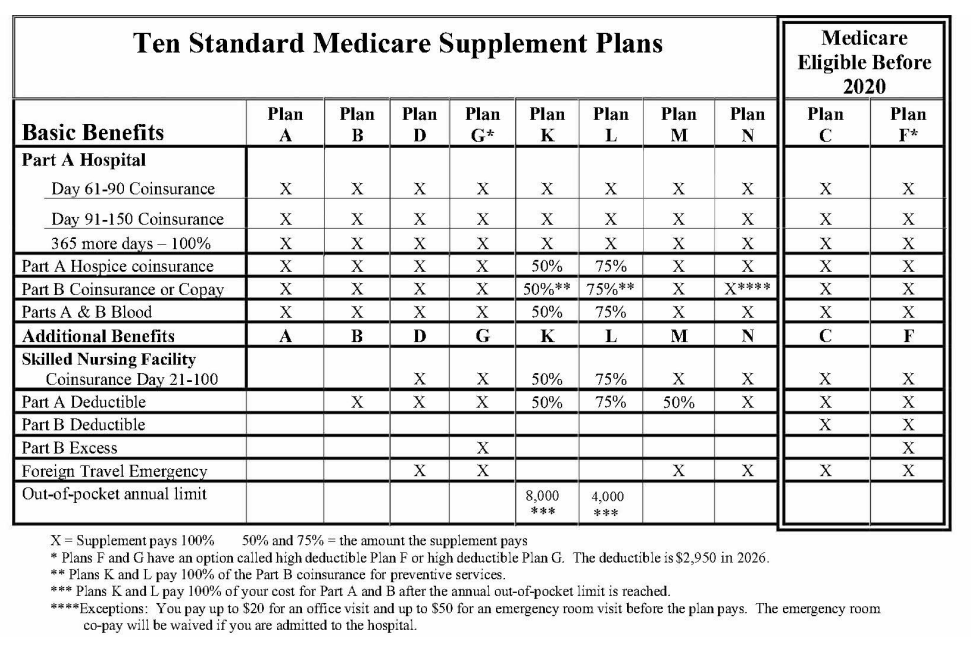 Ten Standard Medicare Supplement Plans
Medicare
Eligible Before
2020
Basic Benefits Plan A Plan B Plan D Plan G* Plan K Plan L Plan M Plan N Plan C Plan F*
Part A Hospital
Day 61-90 Coinsurance X X X X X X X X X X
Day 91-150 Coinsurance X X X X X X X X X X
365 more days – 100% X X X X X X X X X X
Part A Hospice coinsurance X X X X 50% 75% X X X X
Part B Coinsurance or Copay X X X X 50%** 75%** X X**** X X
Parts A & B Blood X X X X 50% 75% X X X X
Additional Benefits A B D G K L M N C F
Skilled Nursing Facility
Coinsurance Day 21-100 X X 50% 75% X X X X
Part A Deductible X X X 50% 75% 50% X X X
Part B Deductible X X
Part B Excess X X
Foreign Travel Emergency X X X X X X
Out-of-pocket annual limit 8,000 4,000
*** ***
X = Supplement pays 100% 50% and 75% = the amount the supplement pays
* Plans F and G have an option called high deductible Plan F or high deductible Plan G. The deductible is $2,950 in 2026.
** Plans K and L pay 100% of the Part B coinsurance for preventive services.
*** Plans K and L pay 100% of your cost for Part A and B after the annual out-of-pocket limit is reached.
****Exceptions: You pay up to $20 for an office visit and up to $50 for an emergency room visit before the plan pays. The emergency room
co-pay will be waived if you are admitted to the hospital.